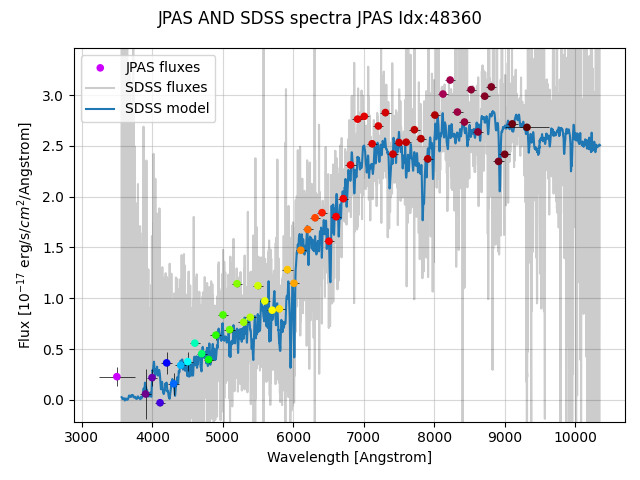 JPAS AND SDSS spectra JPAS Idx:48360
JPAS fluxes
SDSS fluxes
SDSS model
Flux [10⁻¹⁷ erg/s/cm²/Angstrom]
3.0
2.5
2.0
1.5
1.0
0.5
0.0
3000 4000 5000 6000 7000 8000 9000 10000
Wavelength [Angstrom]